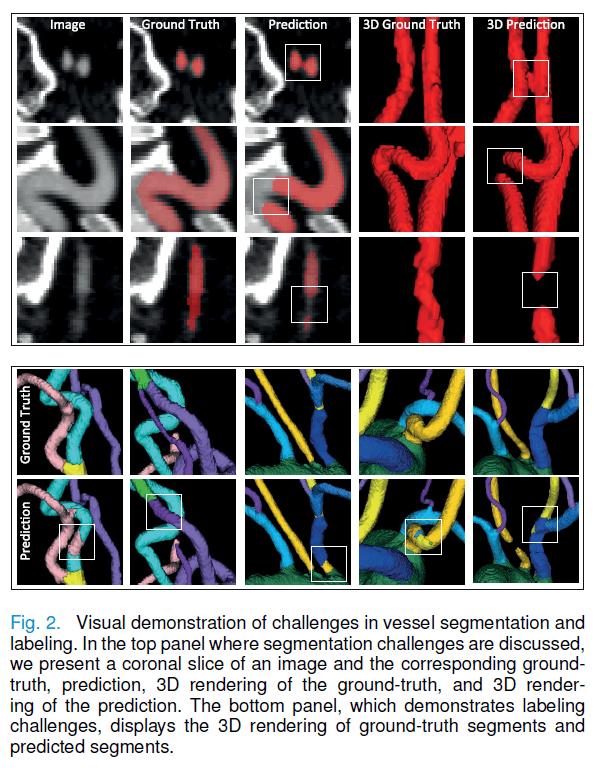 Image Ground Truth Prediction 3D Ground Truth 3D Prediction
Ground Truth
Prediction
Fig. 2. Visual demonstration of challenges in vessel segmentation and
labeling. In the top panel where segmentation challenges are discussed,
we present a coronal slice of an image and the corresponding ground-
truth, prediction, 3D rendering of the ground-truth, and 3D render-
ing of the prediction. The bottom panel, which demonstrates labeling
challenges, displays the 3D rendering of ground-truth segments and
predicted segments.